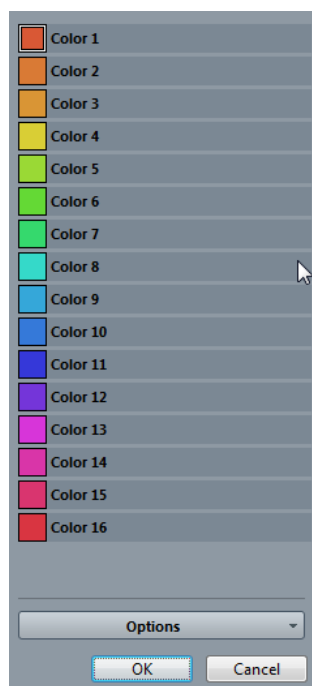 Color 1
Color 2
Color 3
Color 4
Color 5
Color 6
Color 7
Color 8
Color 9
Color 10
Color 11
Color 12
Color 13
Color 14
Color 15
Color 16
Options
OK Cancel